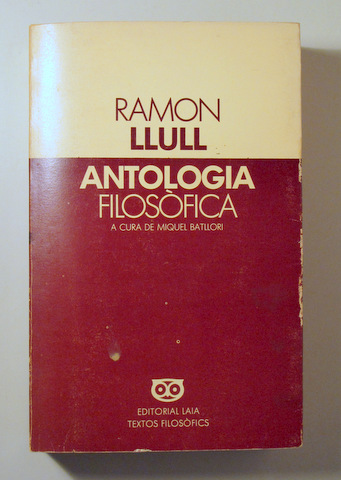 RAMON
LLULL
ANTOLOGIA
FILOSÒFICA
A CURA DE MIQUEL BATLLORI
EDITORIAL LAIA
TEXTOS FILOSÒFICS